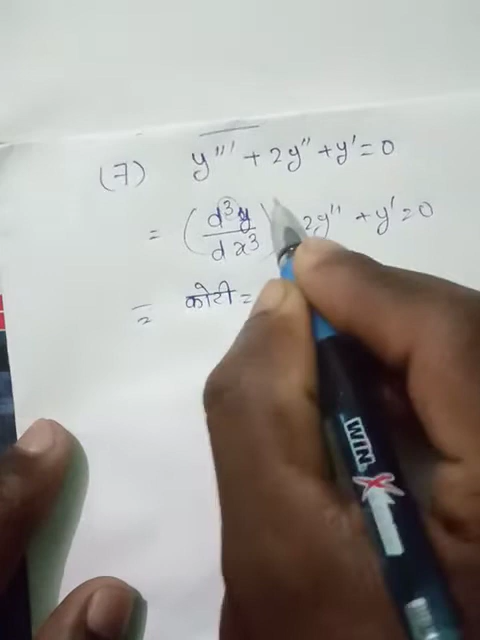 (7) y''' + 2y'' + y' = 0
= (d³y/dx³) 2y'' + y' = 0
= कोटी =
WIN X